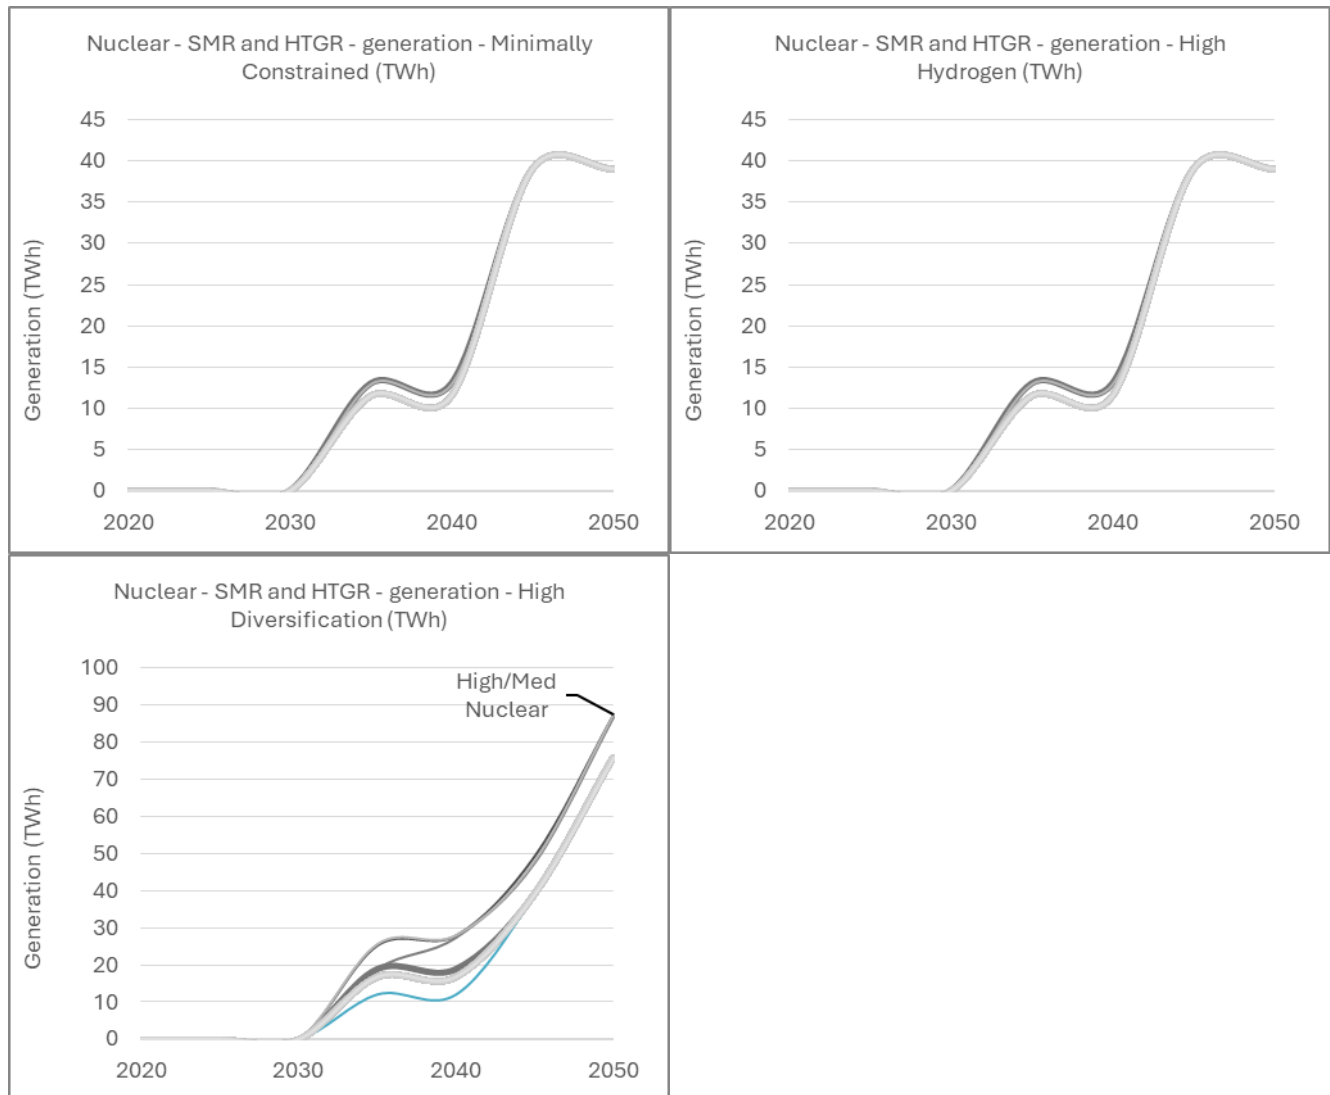 Nuclear - SMR and HTGR - generation - Minimally
Constrained (TWh)
Generation (TWh)
45
40
35
30
25
20
15
10
5
0
2020 2030 2040 2050
Nuclear - SMR and HTGR - generation - High
Hydrogen (TWh)
Generation (TWh)
45
40
35
30
25
20
15
10
5
0
2020 2030 2040 2050
Nuclear - SMR and HTGR - generation - High
Diversification (TWh)
Generation (TWh)
100
90
80
70
60
50
40
30
20
10
0
High/Med
Nuclear
2020 2030 2040 2050